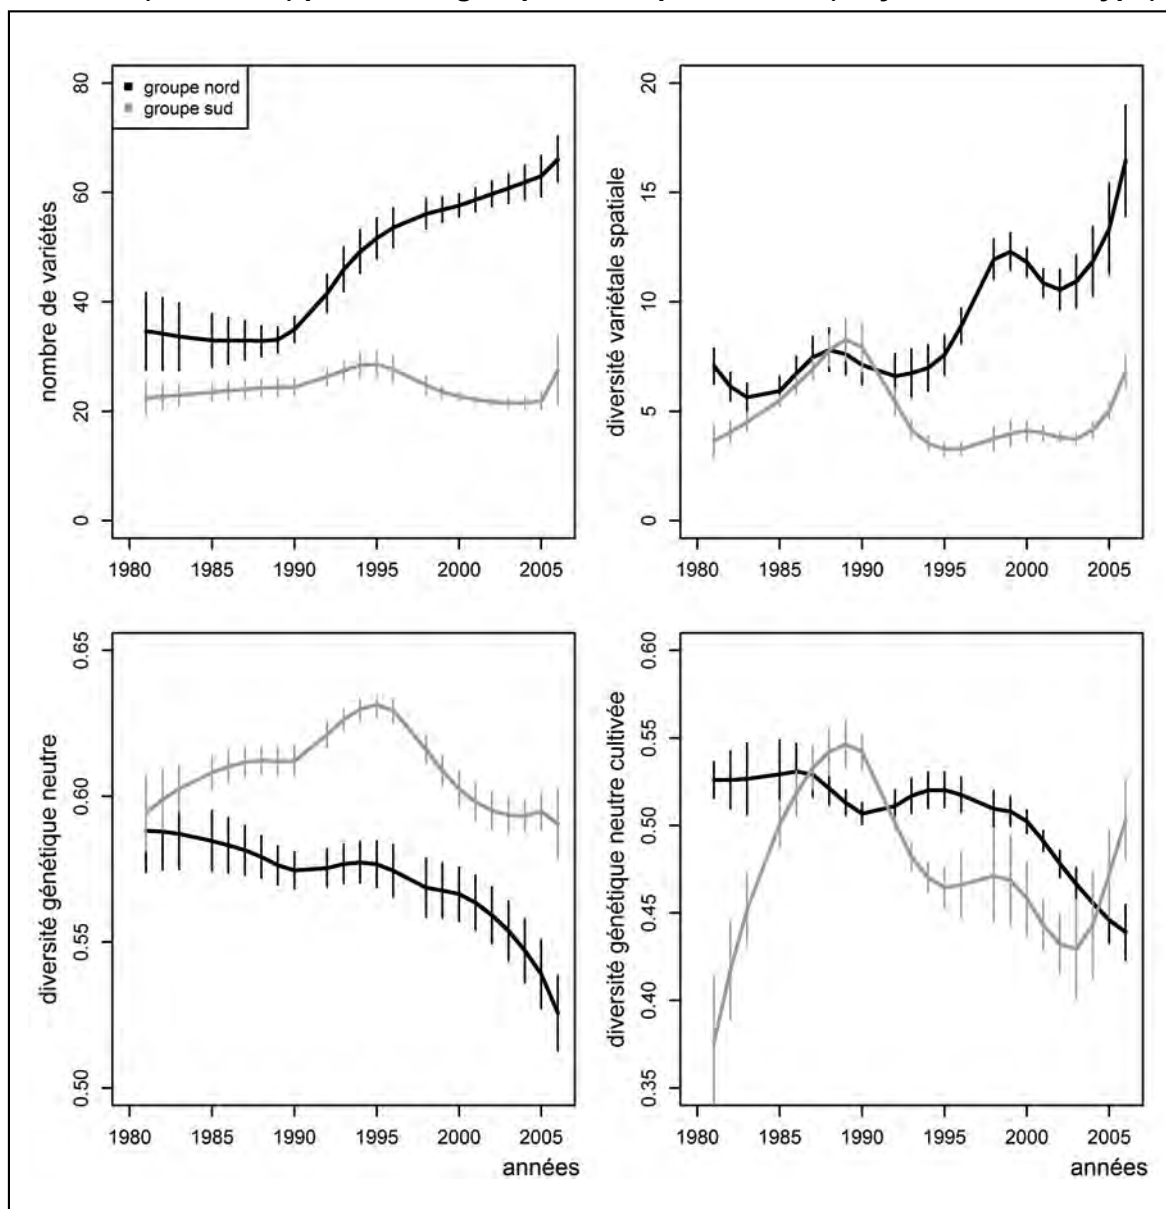 80
60
40
20
0
nombre de variétés
groupe nord
groupe sud
1980 1985 1990 1995 2000 2005
20
15
10
5
0
diversité variétale spatiale
1980 1985 1990 1995 2000 2005
0.65
0.60
0.55
0.50
diversité génétique neutre
1980 1985 1990 1995 2000 2005
années
0.60
0.55
0.50
0.45
0.40
0.35
diversité génétique neutre cultivée
1980 1985 1990 1995 2000 2005
années